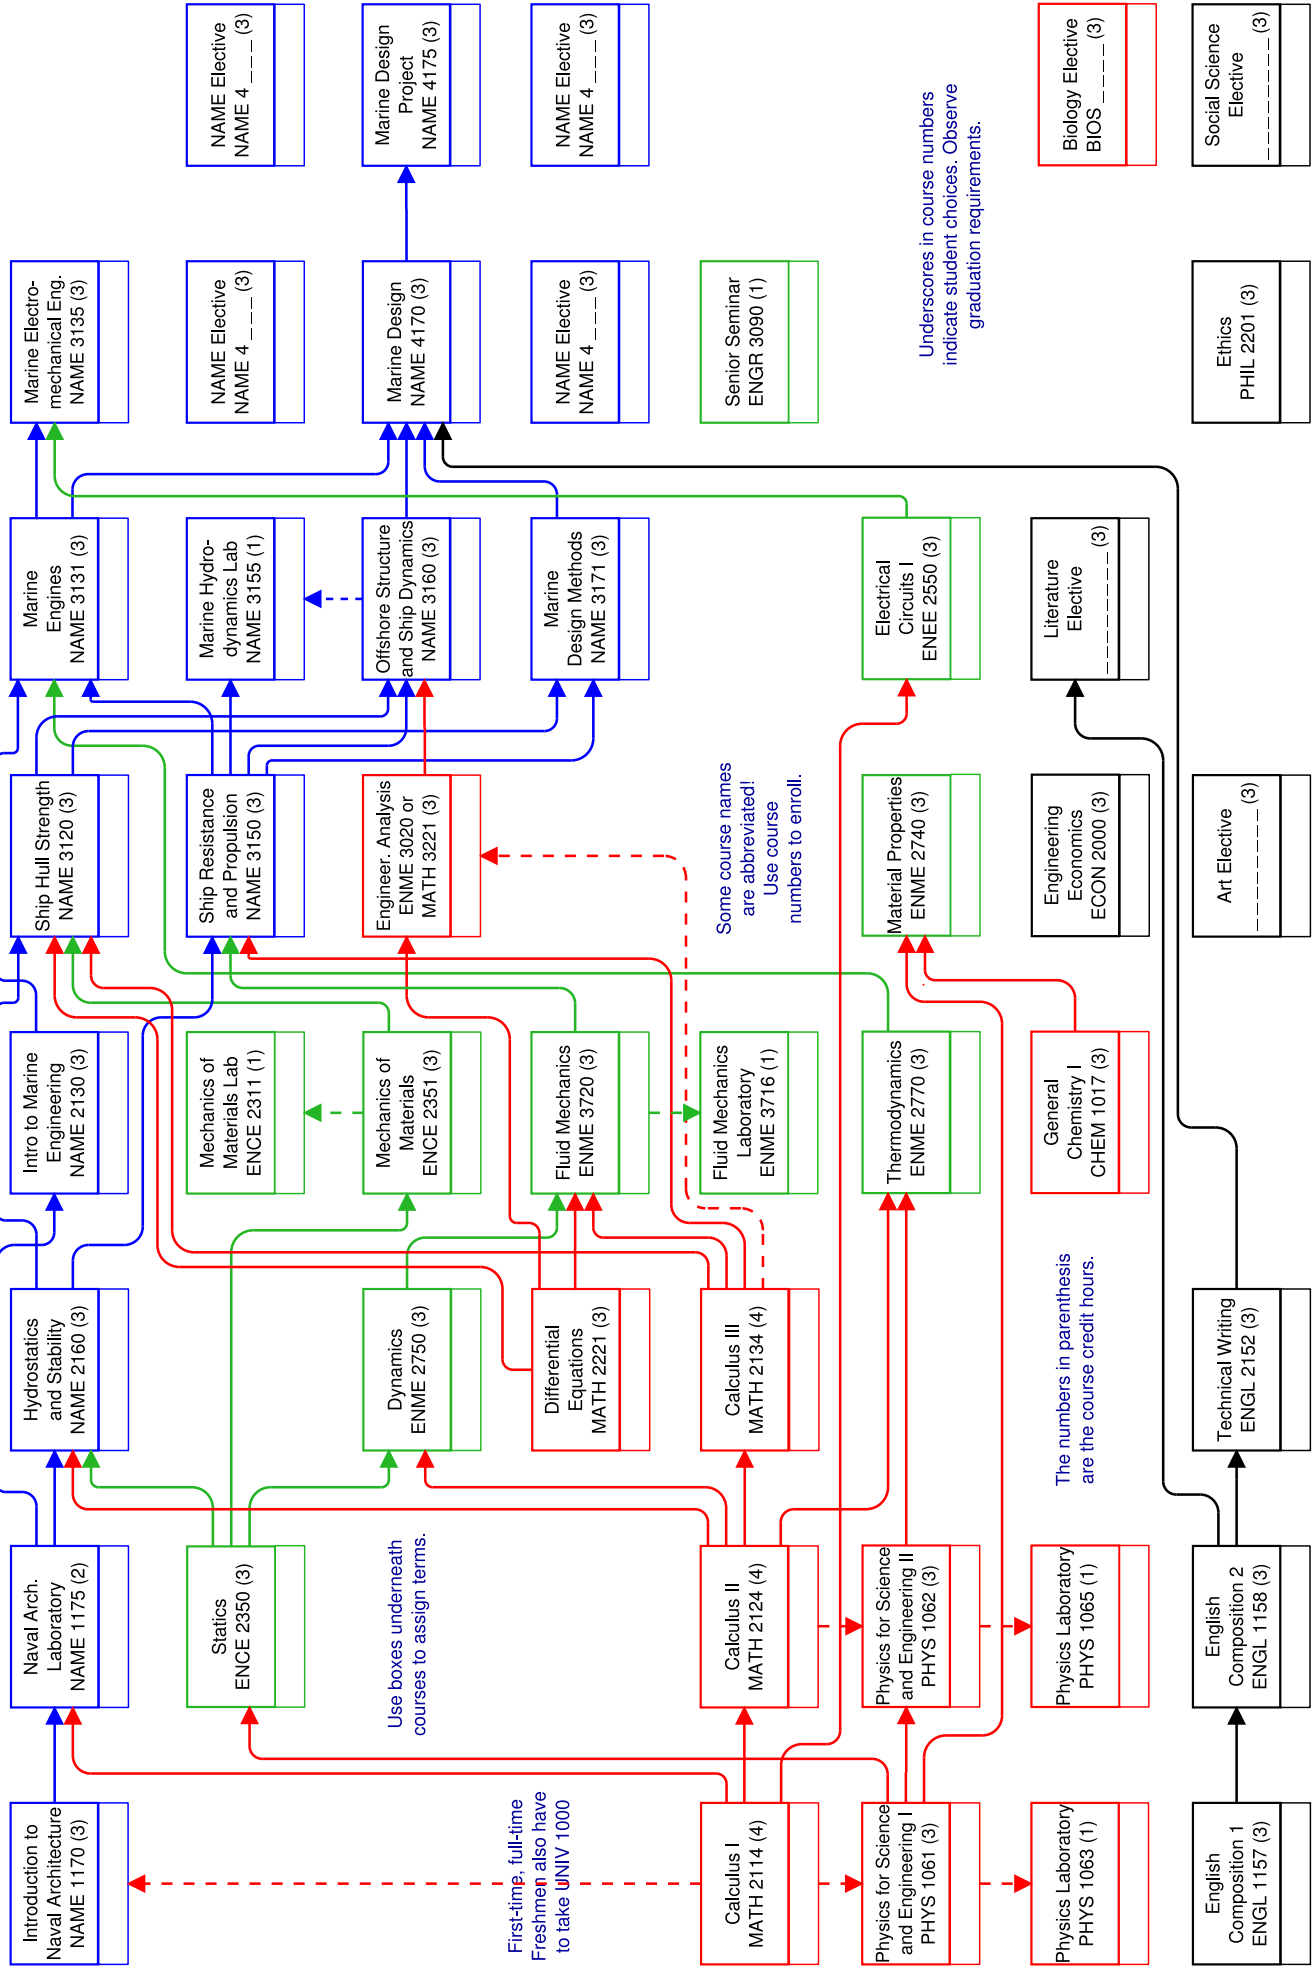 Introduction to
Naval Architecture
NAME 1170 (3)
Naval Arch.
Laboratory
NAME 1175 (2)
Hydrostatics
and Stability
NAME 2160 (3)
Intro to Marine
Engineering
NAME 2130 (3)
Ship Hull Strength
NAME 3120 (3)
Marine
Engines
NAME 3131 (3)
Marine Electro-
mechanical Eng.
NAME 3135 (3)
Statics
ENCE 2350 (3)
Mechanics of
Materials Lab
ENCE 2311 (1)
Ship Resistance
and Propulsion
NAME 3150 (3)
Marine Hydro-
dynamics Lab
NAME 3155 (1)
NAME Elective
NAME 4 _ _ _ (3)
NAME Elective
NAME 4 _ _ _ (3)
Use boxes underneath
courses to assign terms.
Dynamics
ENME 2750 (3)
Mechanics of
Materials
ENCE 2351 (3)
Engineer. Analysis
ENME 3020 or
MATH 3221 (3)
Offshore Structure
and Ship Dynamics
NAME 3160 (3)
Marine Design
NAME 4170 (3)
Marine Design
Project
NAME 4175 (3)
First-time, full-time
Freshmen also have
to take UNIV 1000
Differential
Equations
MATH 2221 (3)
Fluid Mechanics
ENME 3720 (3)
Marine
Design Methods
NAME 3171 (3)
NAME Elective
NAME 4 _ _ _ (3)
NAME Elective
NAME 4 _ _ _ (3)
Calculus I
MATH 2114 (4)
Calculus II
MATH 2124 (4)
Calculus III
MATH 2134 (4)
Fluid Mechanics
Laboratory
ENME 3716 (1)
Some course names
are abbreviated!
Use course
numbers to enroll.
Senior Seminar
ENGR 3090 (1)
Physics for Science
and Engineering I
PHYS 1061 (3)
Physics for Science
and Engineering II
PHYS 1062 (3)
Thermodynamics
ENME 2770 (3)
Material Properties
ENME 2740 (3)
Electrical
Circuits I
ENEE 2550 (3)
Underscores in course numbers
indicate student choices. Observe
graduation requirements.
Physics Laboratory
PHYS 1063 (1)
Physics Laboratory
PHYS 1065 (1)
The numbers in parenthesis
are the course credit hours.
General
Chemistry I
CHEM 1017 (3)
Engineering
Economics
ECON 2000 (3)
Literature
Elective
_ _ _ _ _ _ _ _ (3)
Biology Elective
BIOS _ _ _ _ (3)
English
Composition 1
ENGL 1157 (3)
English
Composition 2
ENGL 1158 (3)
Technical Writing
ENGL 2152 (3)
Art Elective
_ _ _ _ _ _ _ _ (3)
Ethics
PHIL 2201 (3)
Social Science
Elective
_ _ _ _ _ _ _ _ (3)